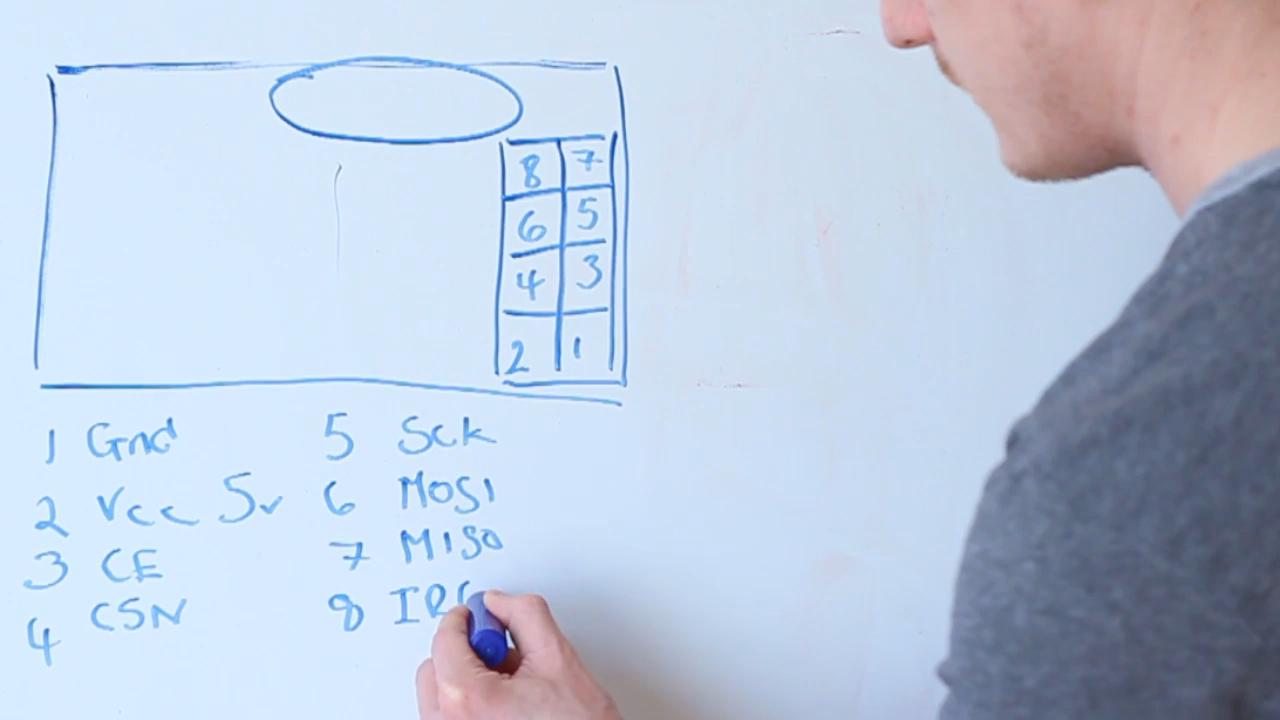 8 7
6 5
4 3
2 1
1 Gnd
2 Vcc 5v
3 CE
4 CSN
5 Sck
6 MOSI
7 MISO
8